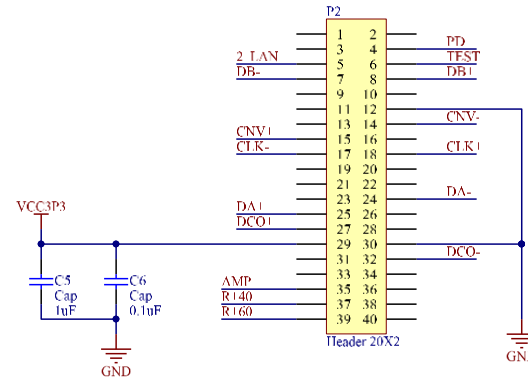 P2
1 2
3 4 PD
2_LAN 5 6 TEST
DB- 7 8 DB+
9 10
11 12
13 14 CNV-
CNV+ 15 16
CLK- 17 18 CLK+
19 20
21 22
23 24 DA-
DA+ 25 26
DCO+ 27 28
VCC3P3
29 30
31 32 DCO-
33 34
AMP 35 36
R+40 37 38
R+60 39 40
Header 20X2
C5
Cap
1uF
C6
Cap
0.1uF
GND
GN